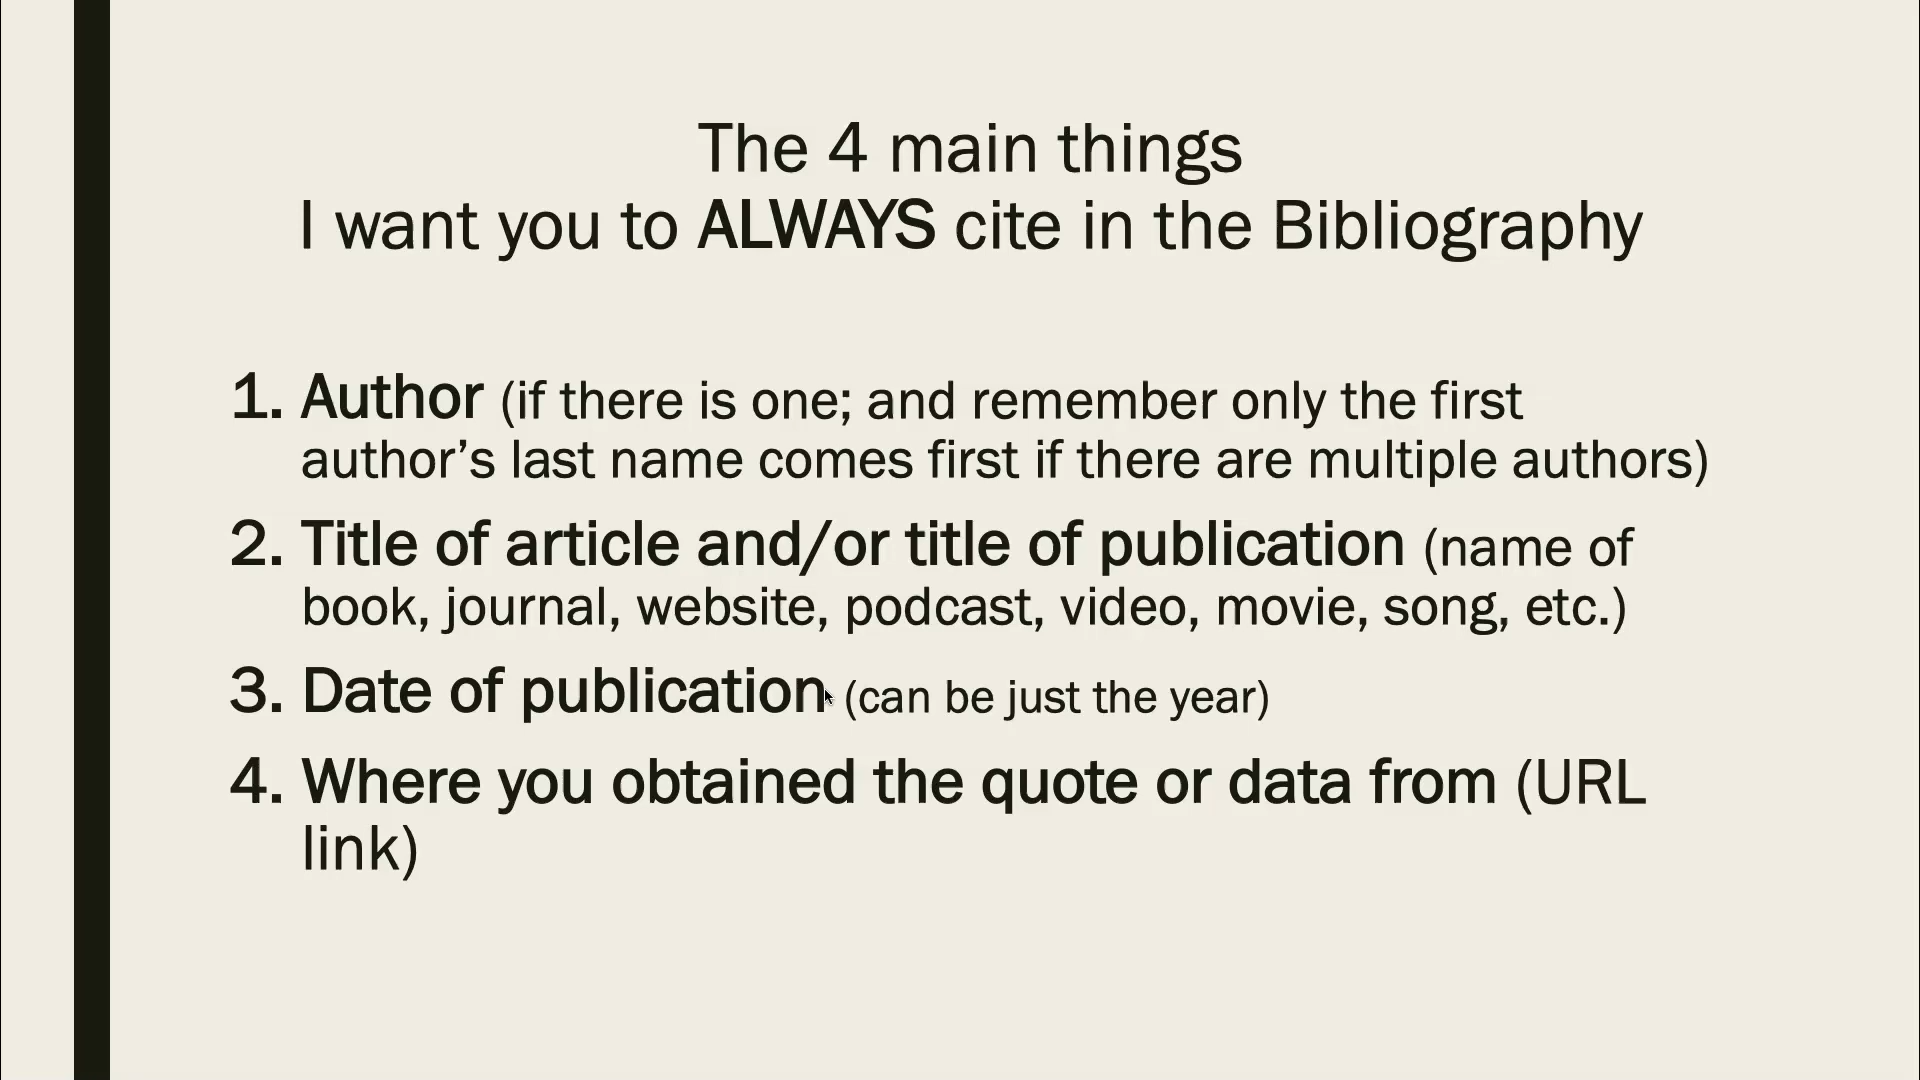 The 4 main things
I want you to ALWAYS cite in the Bibliography
1. Author (if there is one; and remember only the first
author’s last name comes first if there are multiple authors)
2. Title of article and/or title of publication (name of
book, journal, website, podcast, video, movie, song, etc.)
3. Date of publication (can be just the year)
4. Where you obtained the quote or data from (URL
link)